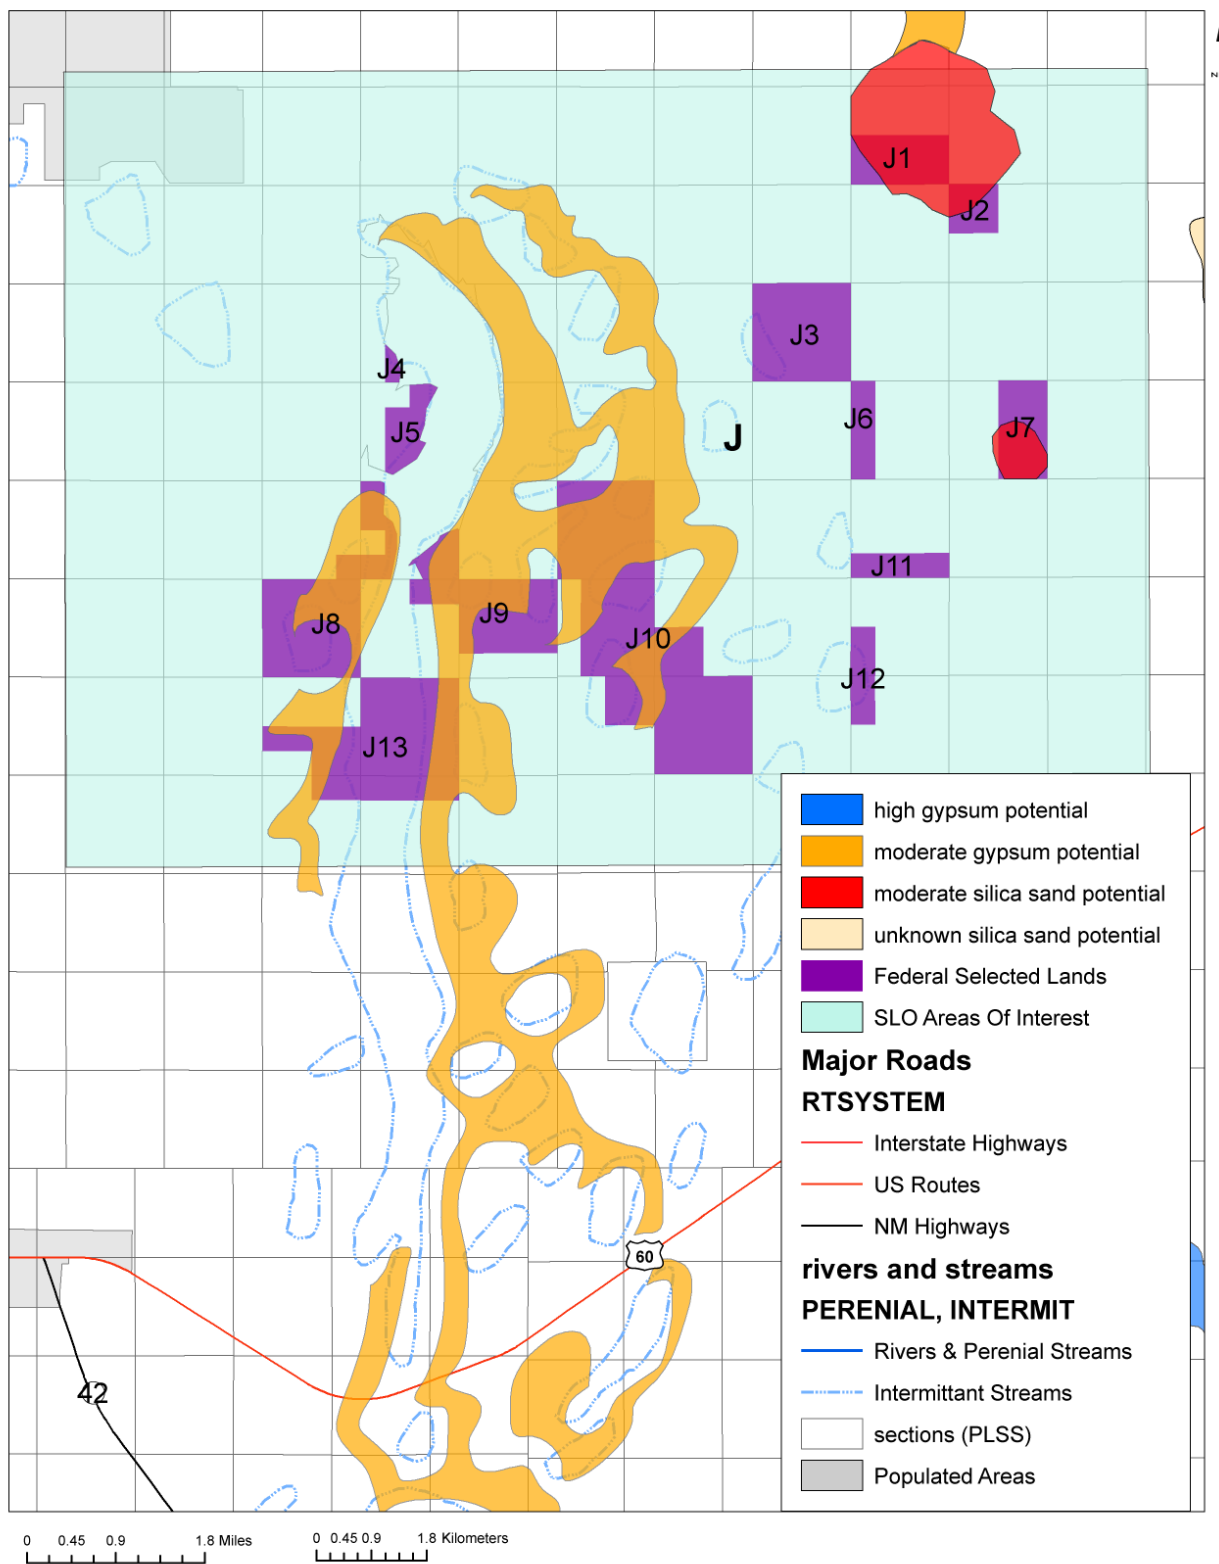 J1
J2
J3
J4
J5
J6
J7
J
J8
J9
J10
J11
J12
J13
high gypsum potential
moderate gypsum potential
moderate silica sand potential
unknown silica sand potential
Federal Selected Lands
SLO Areas Of Interest
Major Roads
RTSYSTEM
Interstate Highways
US Routes
NM Highways
rivers and streams
PERENIAL, INTERMIT
Rivers & Perenial Streams
Intermittant Streams
sections (PLSS)
Populated Areas
60
42
0 0.45 0.9 1.8 Miles
0 0.45 0.9 1.8 Kilometers